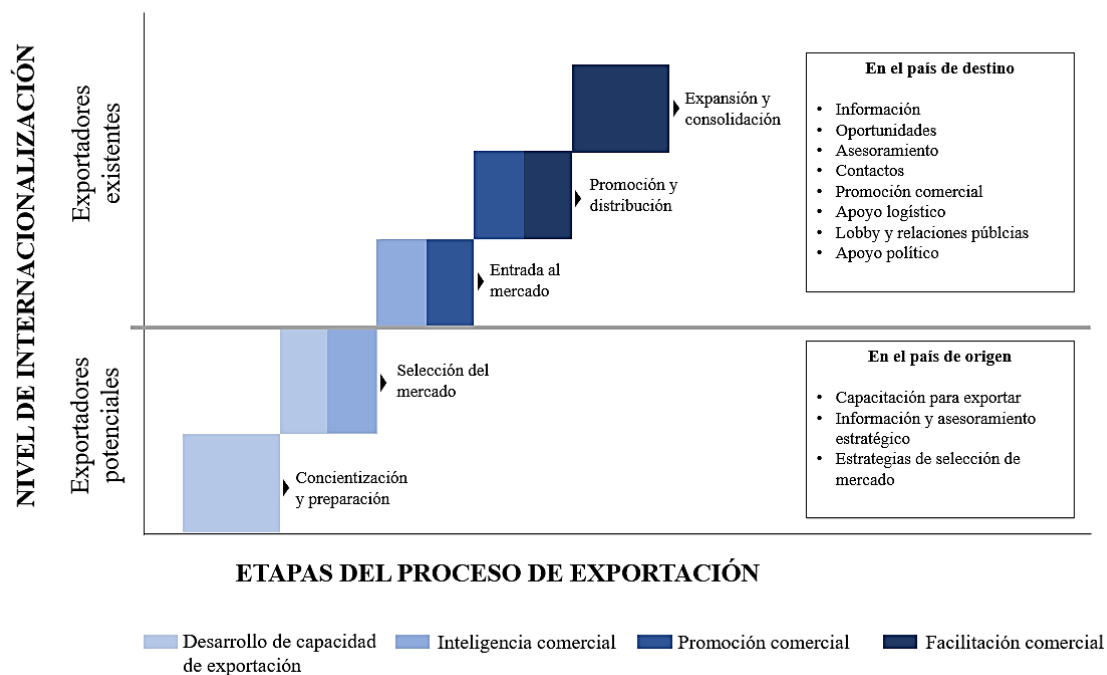 NIVEL DE INTERNACIONALIZACIÓN
Exportadores
existentes
Exportadores
potenciales
Expansión y
consolidación
Promoción y
distribución
Entrada al
mercado
Selección del
mercado
Concientización
y preparación
En el país de destino
• Información
• Oportunidades
• Asesoramiento
• Contactos
• Promoción comercial
• Apoyo logístico
• Lobby y relaciones públcias
• Apoyo político
En el país de origen
• Capacitación para exportar
• Información y asesoramiento
estratégico
• Estrategias de selección de
mercado
ETAPAS DEL PROCESO DE EXPORTACIÓN
Desarrollo de capacidad
de exportación
Inteligencia comercial
Promoción comercial
Facilitación comercial